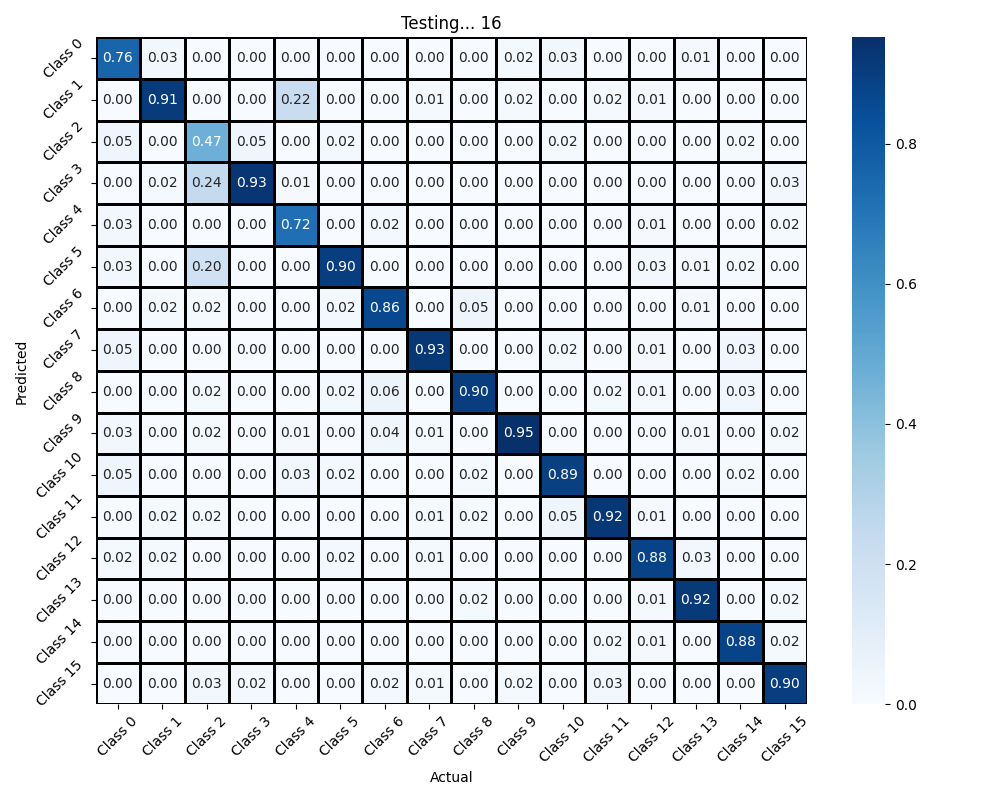 Testing... 16
Class 0 0.76 0.03 0.00 0.00 0.00 0.00 0.00 0.00 0.00 0.02 0.03 0.00 0.00 0.01 0.00 0.00
Class 1 0.00 0.91 0.00 0.00 0.22 0.00 0.00 0.01 0.00 0.02 0.00 0.02 0.01 0.00 0.00 0.00
Class 2 0.05 0.00 0.47 0.05 0.00 0.02 0.00 0.00 0.00 0.00 0.02 0.00 0.00 0.00 0.02 0.00
Class 3 0.00 0.02 0.24 0.93 0.01 0.00 0.00 0.00 0.00 0.00 0.00 0.00 0.00 0.00 0.00 0.03
Class 4 0.03 0.00 0.00 0.00 0.72 0.00 0.02 0.00 0.00 0.00 0.00 0.00 0.01 0.00 0.00 0.02
Class 5 0.03 0.00 0.20 0.00 0.00 0.90 0.00 0.00 0.00 0.00 0.00 0.00 0.03 0.01 0.02 0.00
Class 6 0.00 0.02 0.02 0.00 0.00 0.02 0.86 0.00 0.05 0.00 0.00 0.00 0.00 0.01 0.00 0.00
Class 7 0.05 0.00 0.00 0.00 0.00 0.00 0.00 0.93 0.00 0.00 0.02 0.00 0.01 0.00 0.03 0.00
Class 8 0.00 0.00 0.02 0.00 0.00 0.02 0.06 0.00 0.90 0.00 0.00 0.02 0.01 0.00 0.03 0.00
Class 9 0.03 0.00 0.02 0.00 0.01 0.00 0.04 0.01 0.00 0.95 0.00 0.00 0.00 0.01 0.00 0.02
Class 10 0.05 0.00 0.00 0.00 0.03 0.02 0.00 0.00 0.02 0.00 0.89 0.00 0.00 0.00 0.02 0.00
Class 11 0.00 0.02 0.02 0.00 0.00 0.00 0.00 0.01 0.02 0.00 0.05 0.92 0.01 0.00 0.00 0.00
Class 12 0.02 0.02 0.00 0.00 0.00 0.02 0.00 0.01 0.00 0.00 0.00 0.00 0.88 0.03 0.00 0.00
Class 13 0.00 0.00 0.00 0.00 0.00 0.00 0.00 0.00 0.02 0.00 0.00 0.00 0.01 0.92 0.00 0.02
Class 14 0.00 0.00 0.00 0.00 0.00 0.00 0.00 0.00 0.00 0.00 0.00 0.02 0.01 0.00 0.88 0.02
Class 15 0.00 0.00 0.03 0.02 0.00 0.00 0.02 0.01 0.00 0.02 0.00 0.03 0.00 0.00 0.00 0.90
Class 0 Class 1 Class 2 Class 3 Class 4 Class 5 Class 6 Class 7 Class 8 Class 9 Class 10 Class 11 Class 12 Class 13 Class 14 Class 15
Actual
Predicted
0.8
0.6
0.4
0.2
0.0